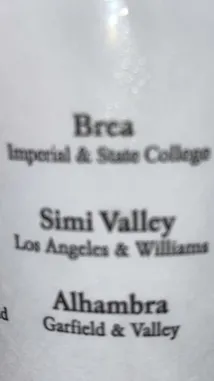 Brea
Imperial & State College
Simi Valley
Los Angeles & Williams
Alhambra
d
Garfield & Valley